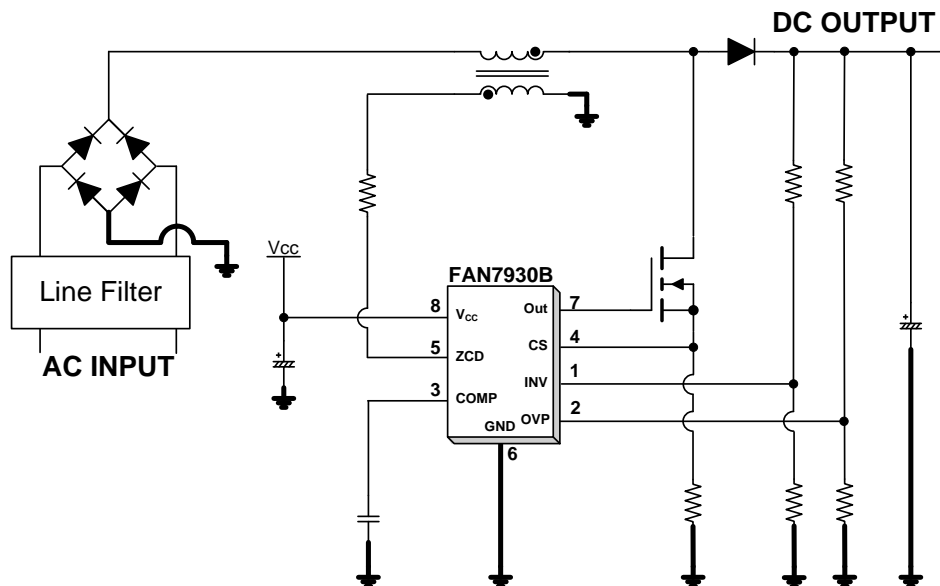 DC OUTPUT
Vcc
FAN7930B
Line Filter
AC INPUT
8
VCC
Out
7
5
ZCD
CS
4
3
COMP
INV
1
OVP
2
GND
6
+
+